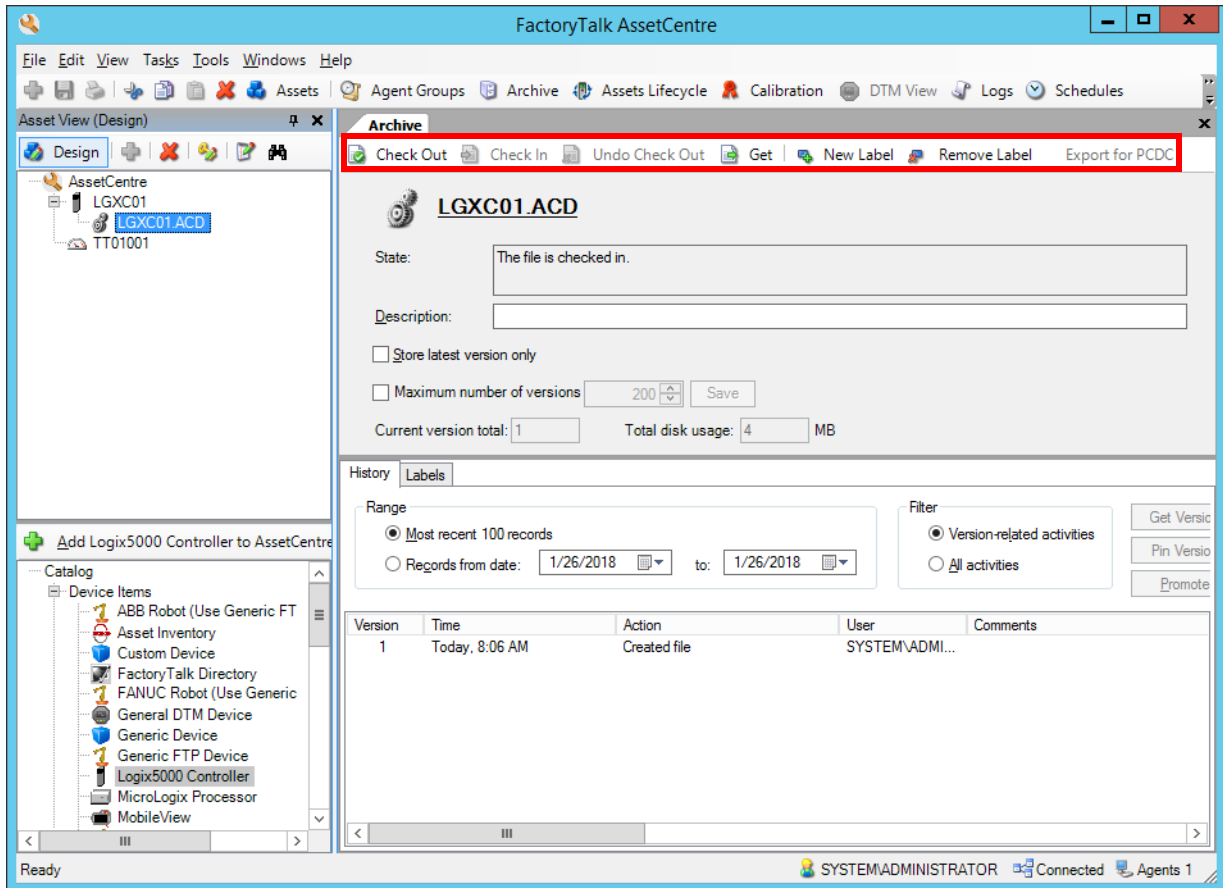 FactoryTalk AssetCentre
File Edit View Tasks Tools Windows Help
Assets Agent Groups Archive Assets Lifecycle Calibration DTM View Logs Schedules
Asset View (Design)
Design
AssetCentre
LGXC01
LGXC01.ACD
TT01001
Add Logix5000 Controller to AssetCentre
Catalog
Device Items
ABB Robot (Use Generic FT
Asset Inventory
Custom Device
FactoryTalk Directory
FANUC Robot (Use Generic
General DTM Device
Generic Device
Generic FTP Device
Logix5000 Controller
MicroLogix Processor
MobileView
Archive
Check Out Check In Undo Check Out Get New Label Remove Label Export for PCDC
LGXC01.ACD
State: The file is checked in.
Description:
Store latest version only
Maximum number of versions 200 Save
Current version total: 1 Total disk usage: 4 MB
History Labels
Range
Most recent 100 records
Records from date: 1/26/2018 to: 1/26/2018
Filter
Version-related activities
All activities
Get Versic
Pin Versio
Promote
Version Time Action User Comments
1 Today, 8:06 AM Created file SYSTEM\ADMI...
Ready SYSTEM\ADMINISTRATOR Connected Agents 1